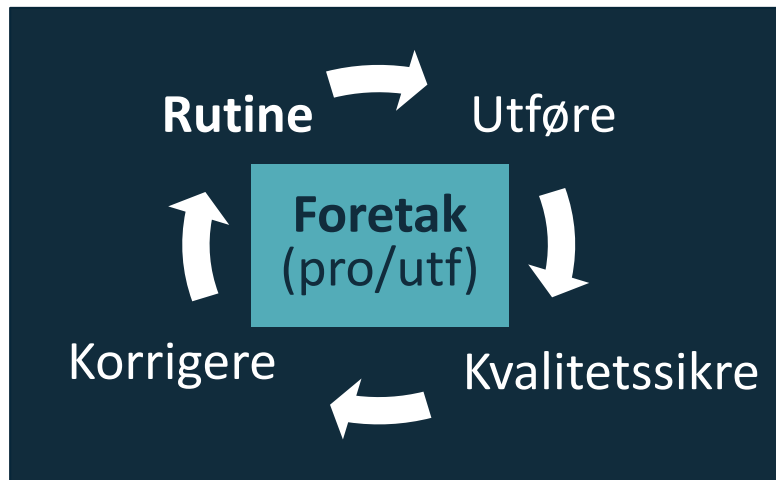 Rutine
Utføre
Foretak
(pro/utf)
Korrigere
Kvalitetssikre